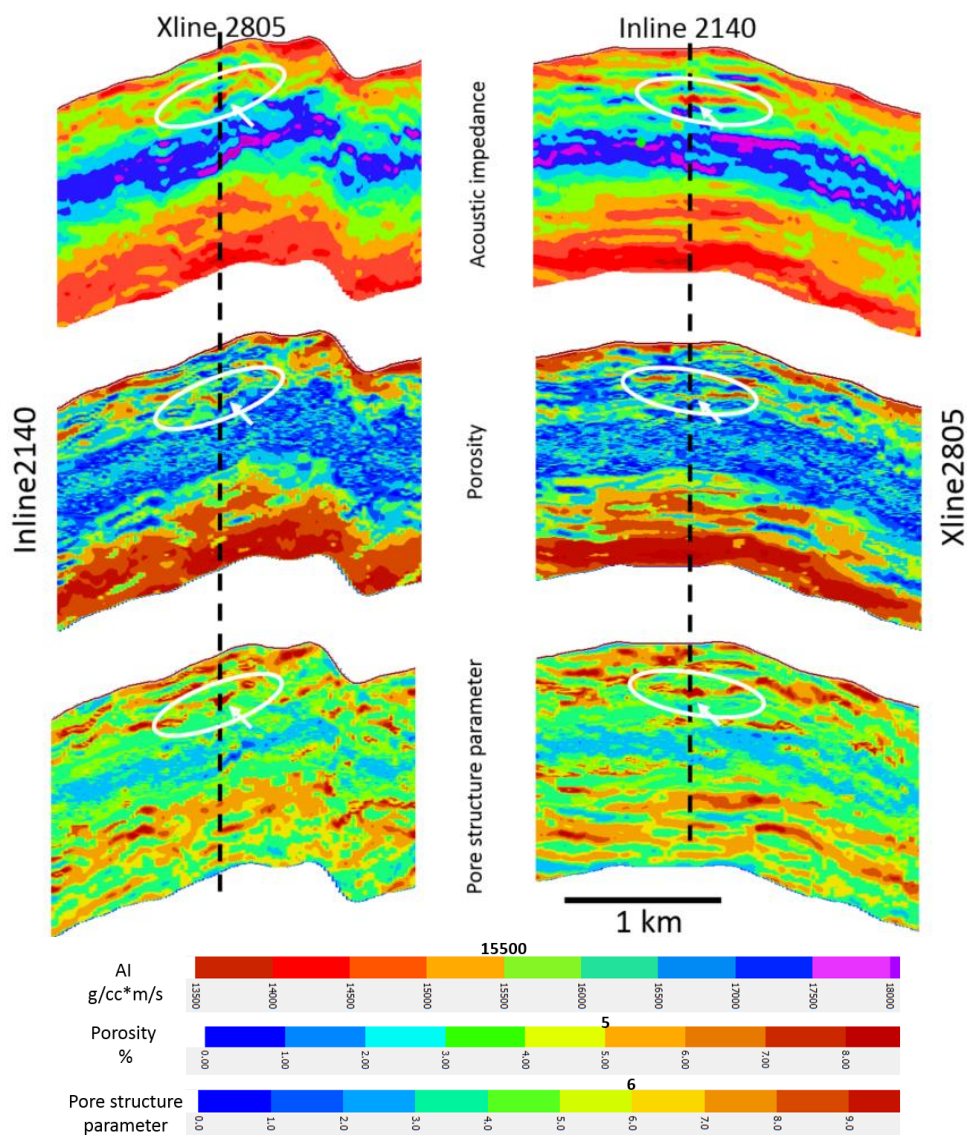 Xline 2805
Inline 2140
Acoustic impedance
Inline2140
Porosity
Xline2805
Pore structure parameter
1 km
15500
AI
g/cc*m/s
13500 14000 14500 15000 15500 16000 16500 17000 17500 18000
5
Porosity
%
0.00 1.00 2.00 3.00 4.00 5.00 6.00 7.00 8.00
6
Pore structure
parameter
0.0 1.0 2.0 3.0 4.0 5.0 6.0 7.0 8.0 9.0